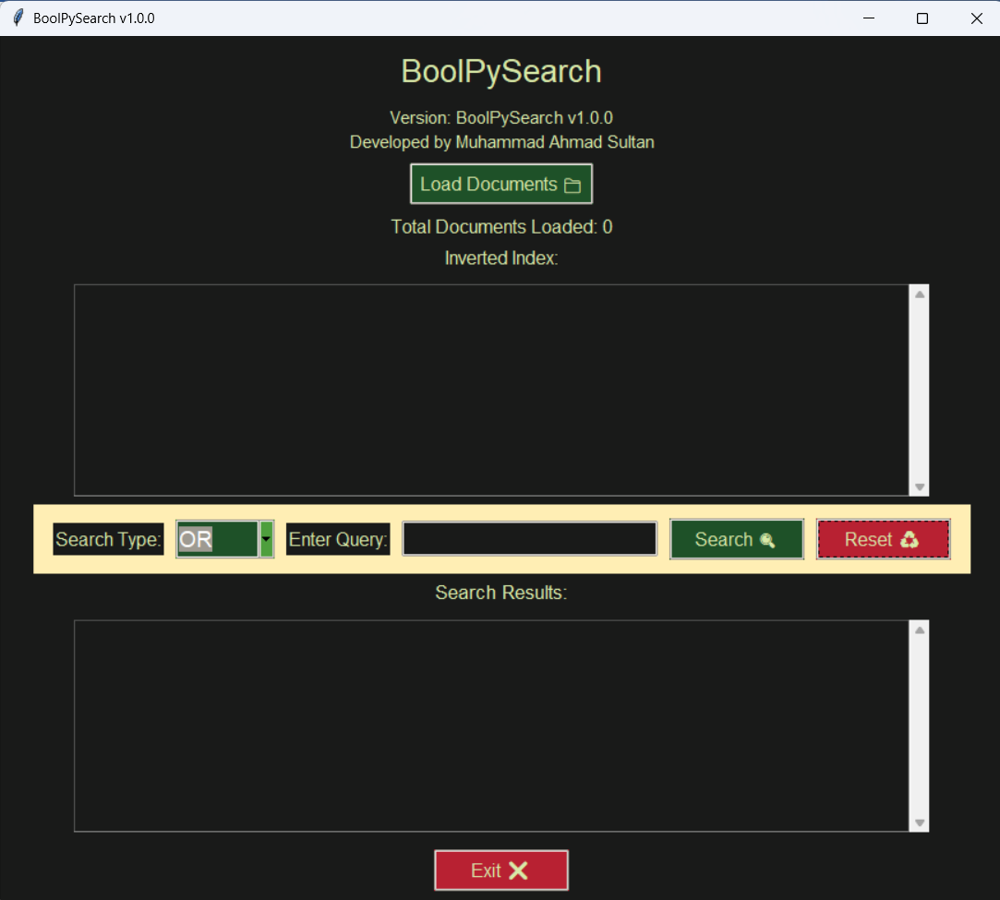 BoolPySearch v1.0.0
BoolPySearch
Version: BoolPySearch v1.0.0
Developed by Muhammad Ahmad Sultan
Load Documents
Total Documents Loaded: 0
Inverted Index:
Search Type: OR Enter Query: Search Reset
Search Results:
Exit